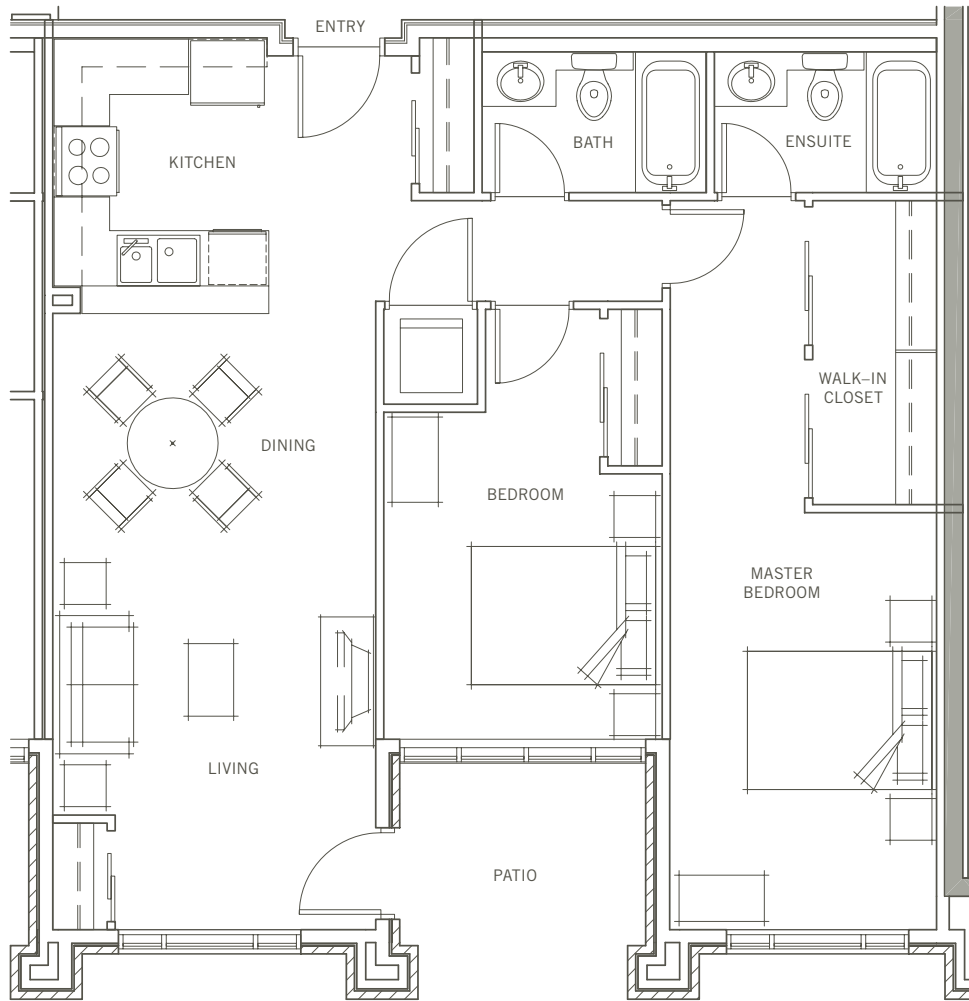 ENTRY
BATH
ENSUITE
KITCHEN
WALK–IN
CLOSET
DINING
BEDROOM
MASTER
BEDROOM
LIVING
PATIO